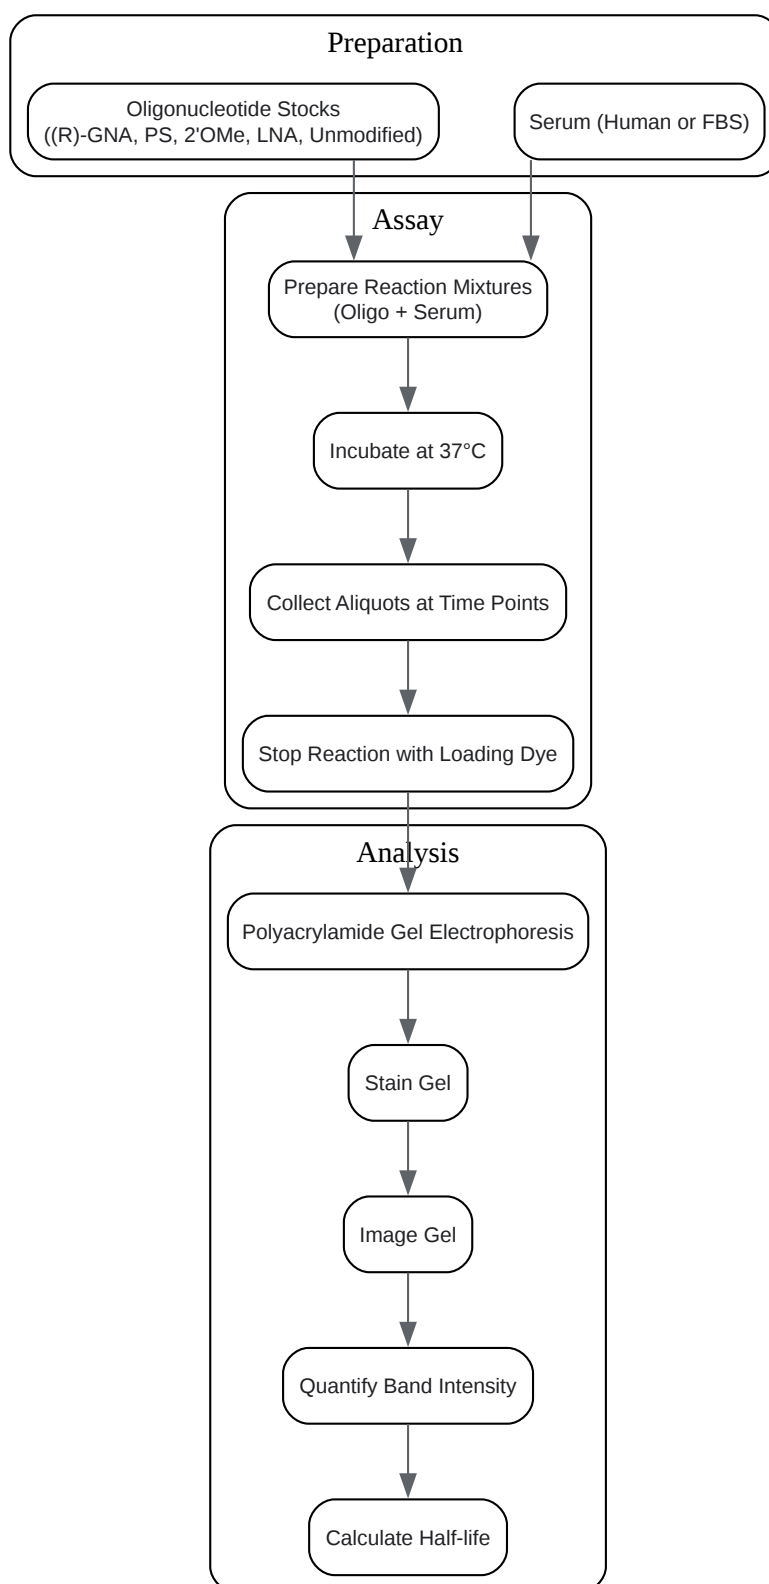 Preparation
Oligonucleotide Stocks
((R)-GNA, PS, 2'OMe, LNA, Unmodified)
Serum (Human or FBS)
Assay
Prepare Reaction Mixtures
(Oligo + Serum)
Incubate at 37°C
Collect Aliquots at Time Points
Stop Reaction with Loading Dye
Analysis
Polyacrylamide Gel Electrophoresis
Stain Gel
Image Gel
Quantify Band Intensity
Calculate Half-life